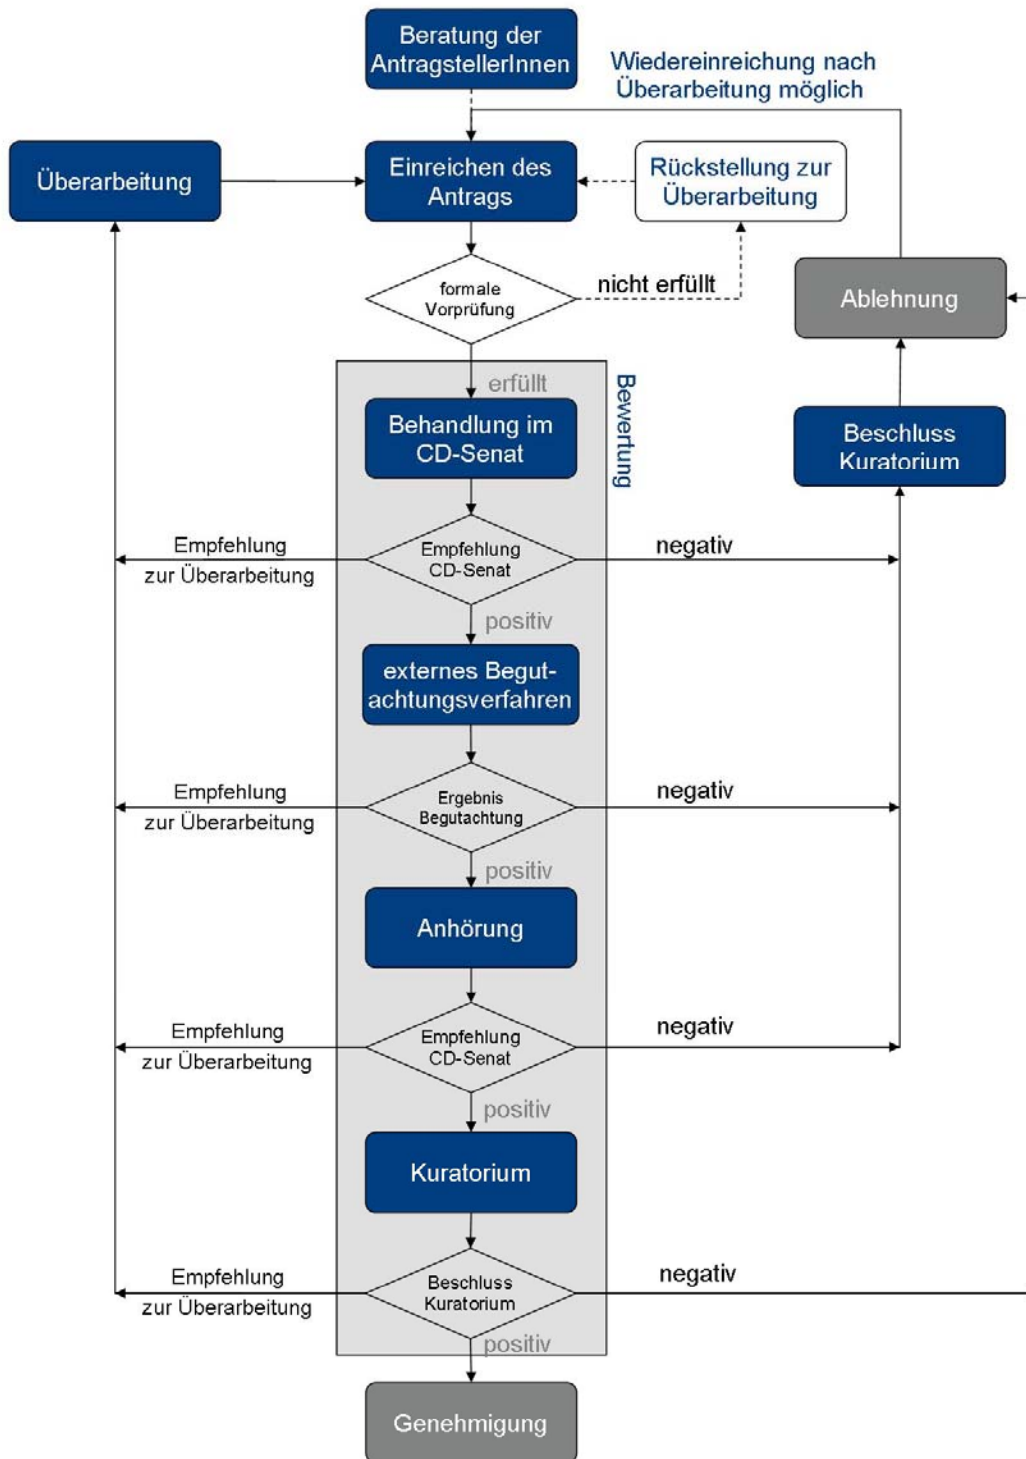 Beratung der
AntragstellerInnen
Wiedereinreichung nach
Überarbeitung möglich
Überarbeitung
Einreichen des
Antrags
Rückstellung zur
Überarbeitung
formale
Vorprüfung
nicht erfüllt
Ablehnung
erfüllt
Bewertung
Behandlung im
CD-Senat
Beschluss
Kuratorium
Empfehlung
zur Überarbeitung
Empfehlung
CD-Senat
negativ
positiv
externes Begut-
achtungsverfahren
Empfehlung
zur Überarbeitung
Ergebnis
Begutachtung
negativ
positiv
Anhörung
Empfehlung
zur Überarbeitung
Empfehlung
CD-Senat
negativ
positiv
Kuratorium
Empfehlung
zur Überarbeitung
Beschluss
Kuratorium
negativ
positiv
Genehmigung